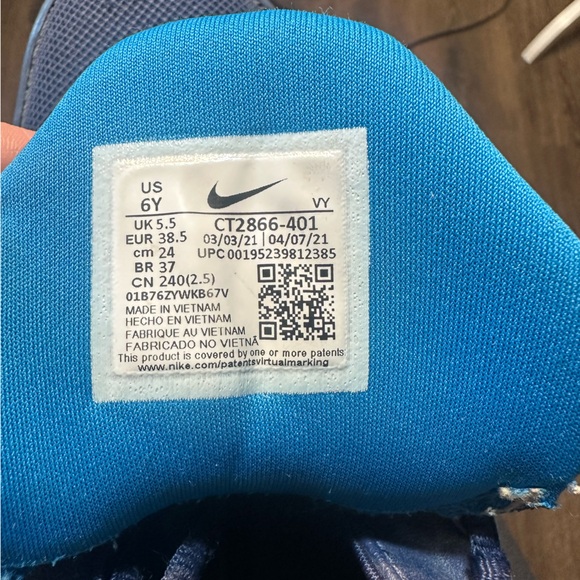 US
6Y
VY
UK 5.5
CT2866-401
EUR 38.5
03/03/21 | 04/07/21
cm 24
UPC 00195239812385
BR 37
CN 240(2.5)
01B76ZYWKB67V
MADE IN VIETNAM
HECHO EN VIETNAM
FABRIQUE AU VIETNAM
FABRICADO NO VIETNÃ
This product is covered by one or more patents
www.nike.com/patentsvirtualmarking